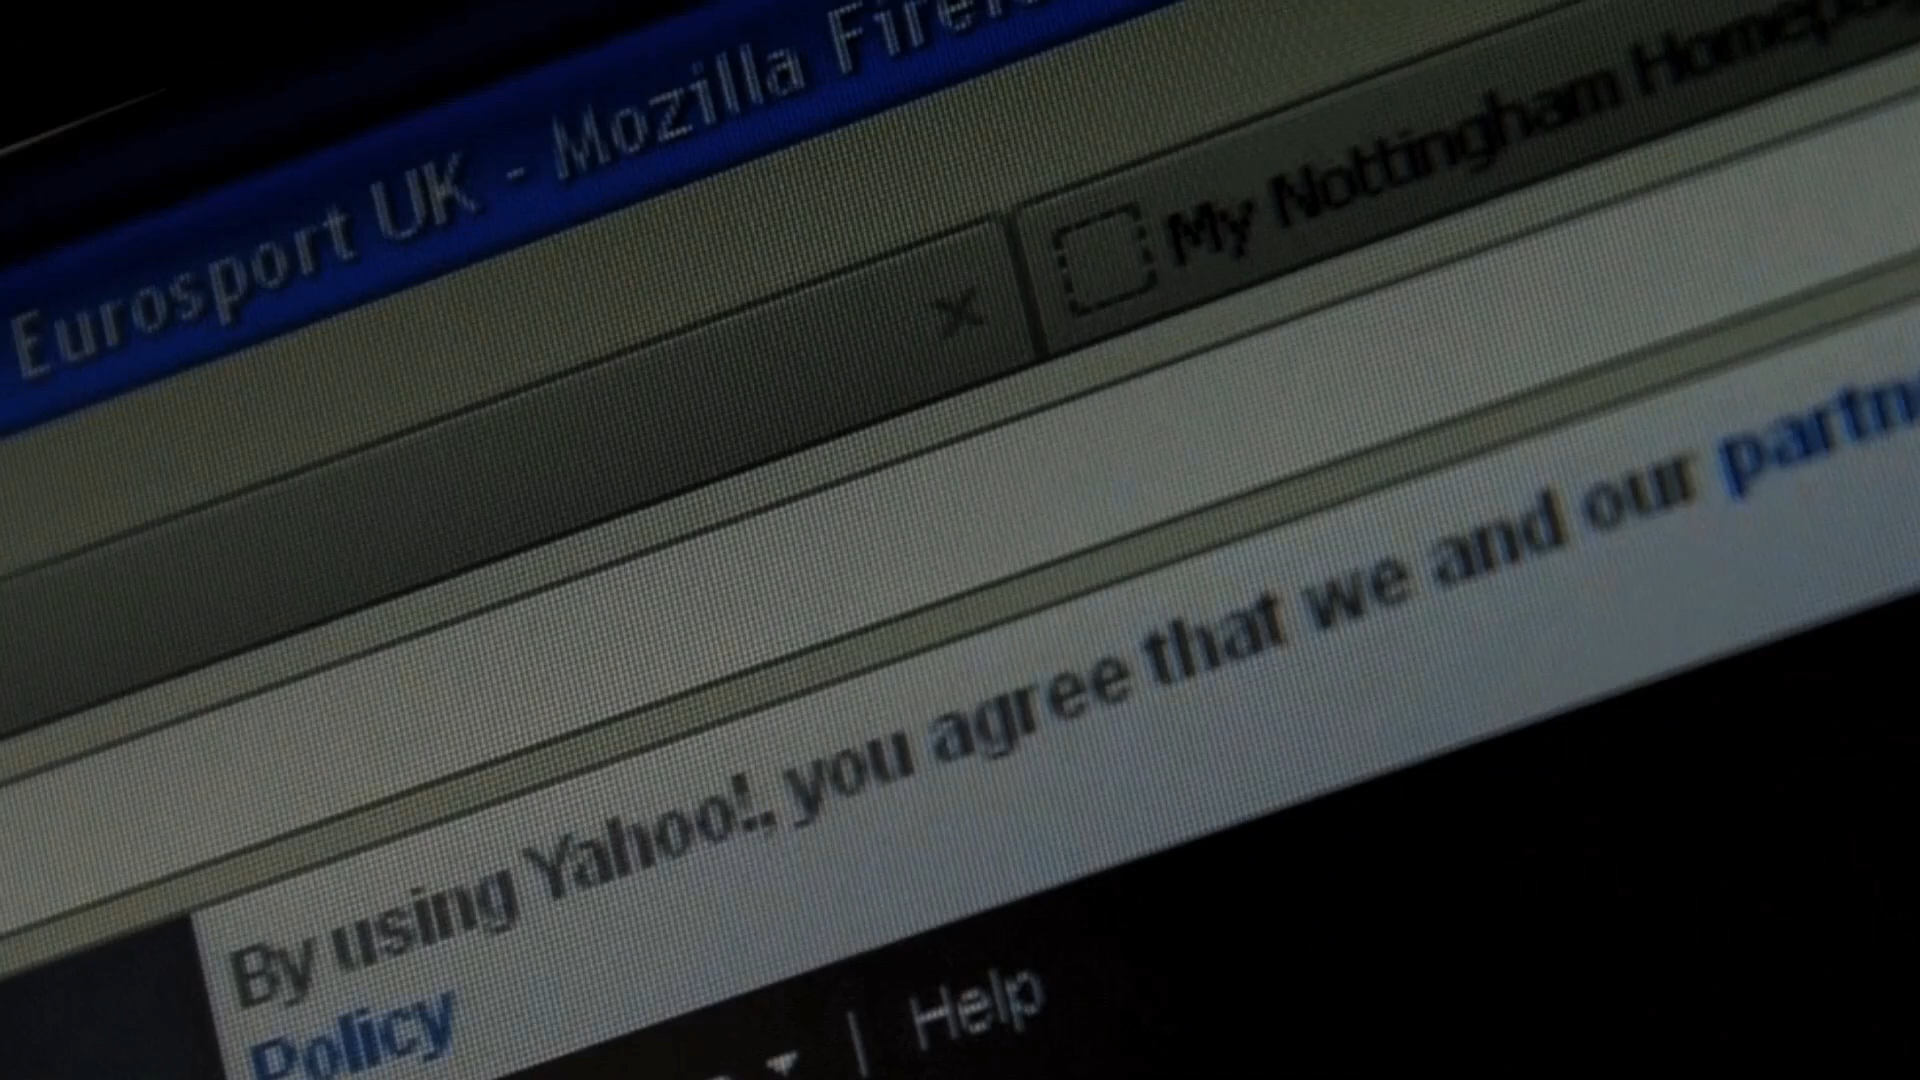 Eurosport UK - Mozilla
My Nottingham
By using Yahoo!, you agree that we and our
Policy
Help